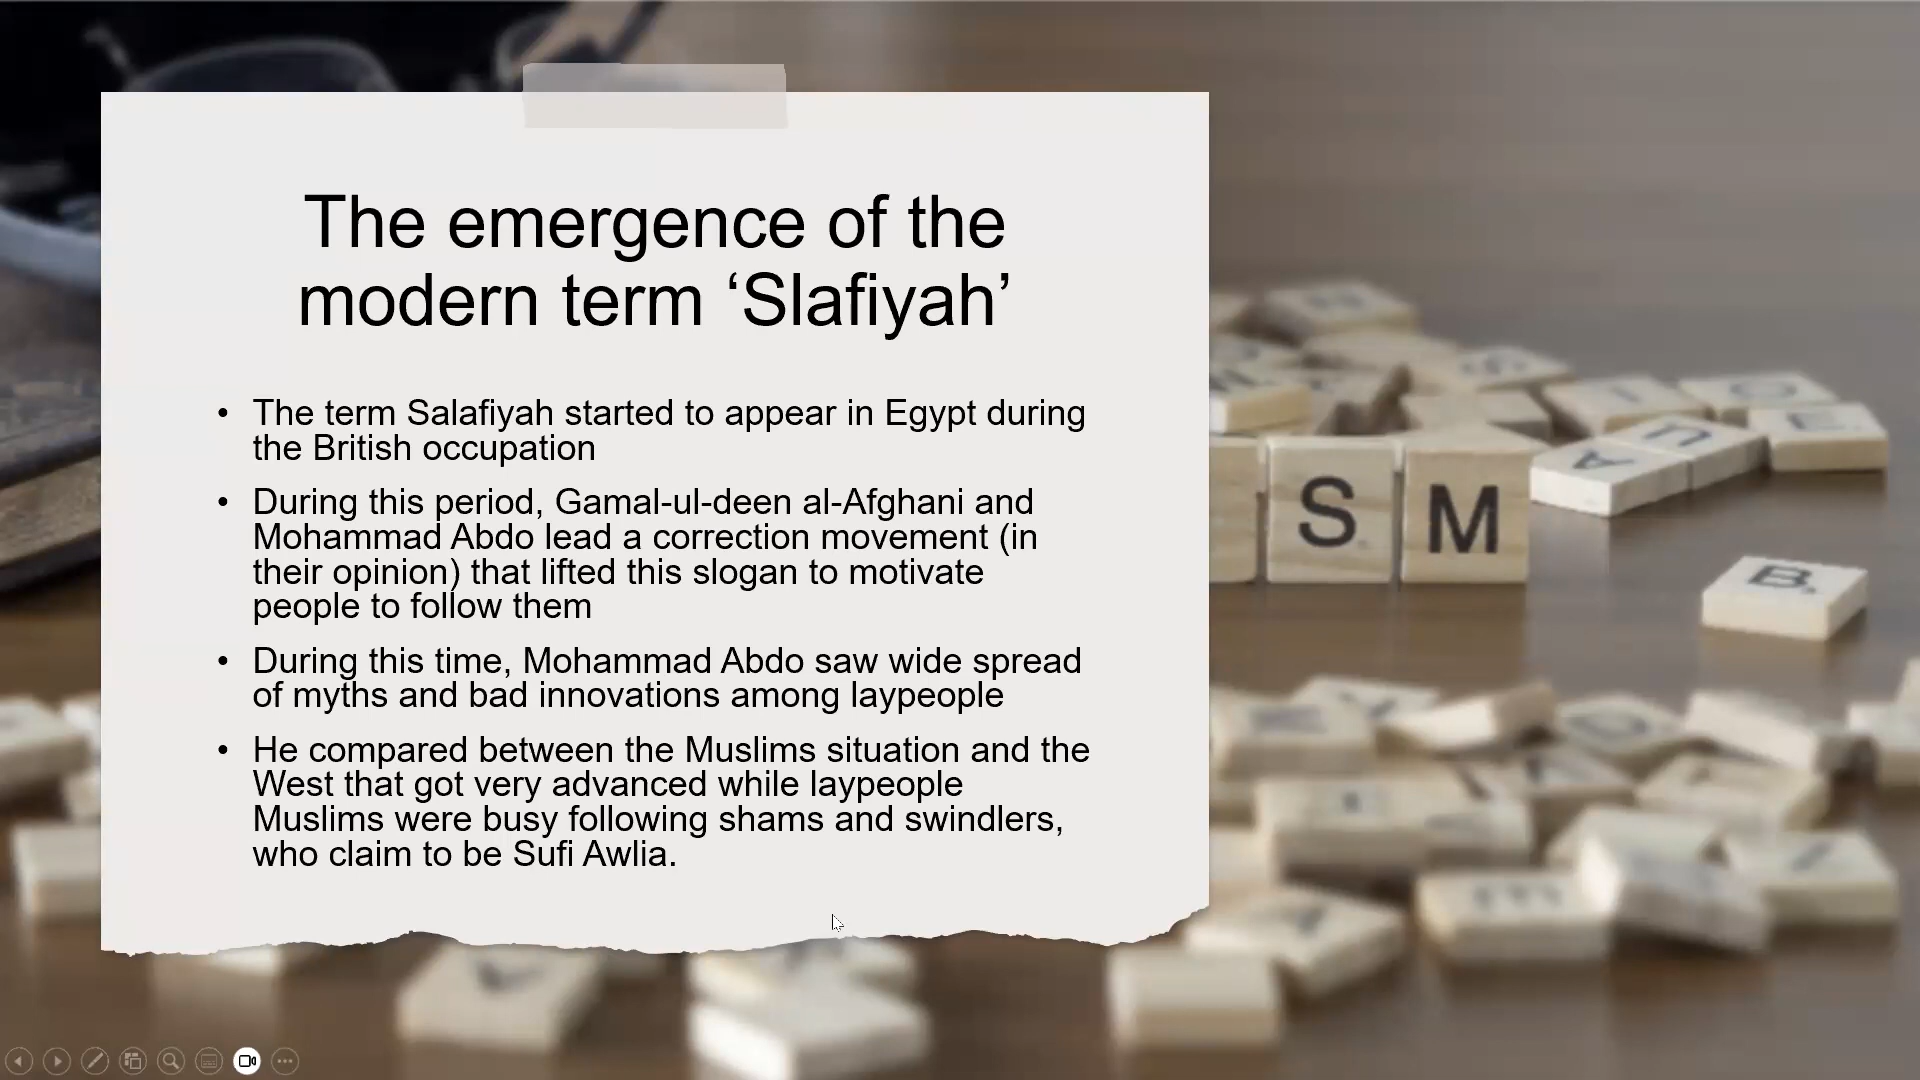 The emergence of the
modern term ‘Slafiyah’
• The term Salafiyah started to appear in Egypt during
the British occupation
• During this period, Gamal-ul-deen al-Afghani and
Mohammad Abdo lead a correction movement (in
their opinion) that lifted this slogan to motivate
people to follow them
• During this time, Mohammad Abdo saw wide spread
of myths and bad innovations among laypeople
• He compared between the Muslims situation and the
West that got very advanced while laypeople
Muslims were busy following shams and swindlers,
who claim to be Sufi Awlia.
S M
B